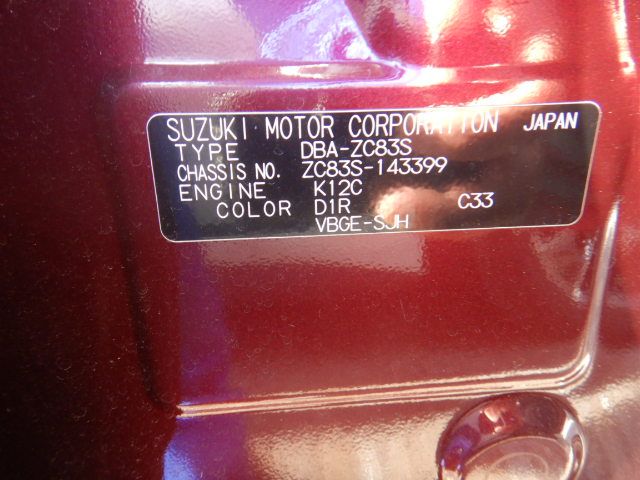 SUZUKI MOTOR CORPORATION JAPAN
TYPE DBA-ZC83S
CHASSIS NO. ZC83S-143399
ENGINE K12C
COLOR D1R C33
VBGE-SJH